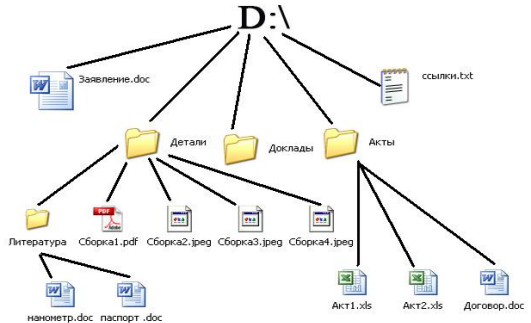 D:\
Заявление.doc
ссылки.txt
Детали
Доклады
Акты
Литература
Сборка1.pdf
Сборка2.jpeg
Сборка3.jpeg
Сборка4.jpeg
манометр.doc
паспорт .doc
Акт1.xls
Акт2.xls
Договор.doc